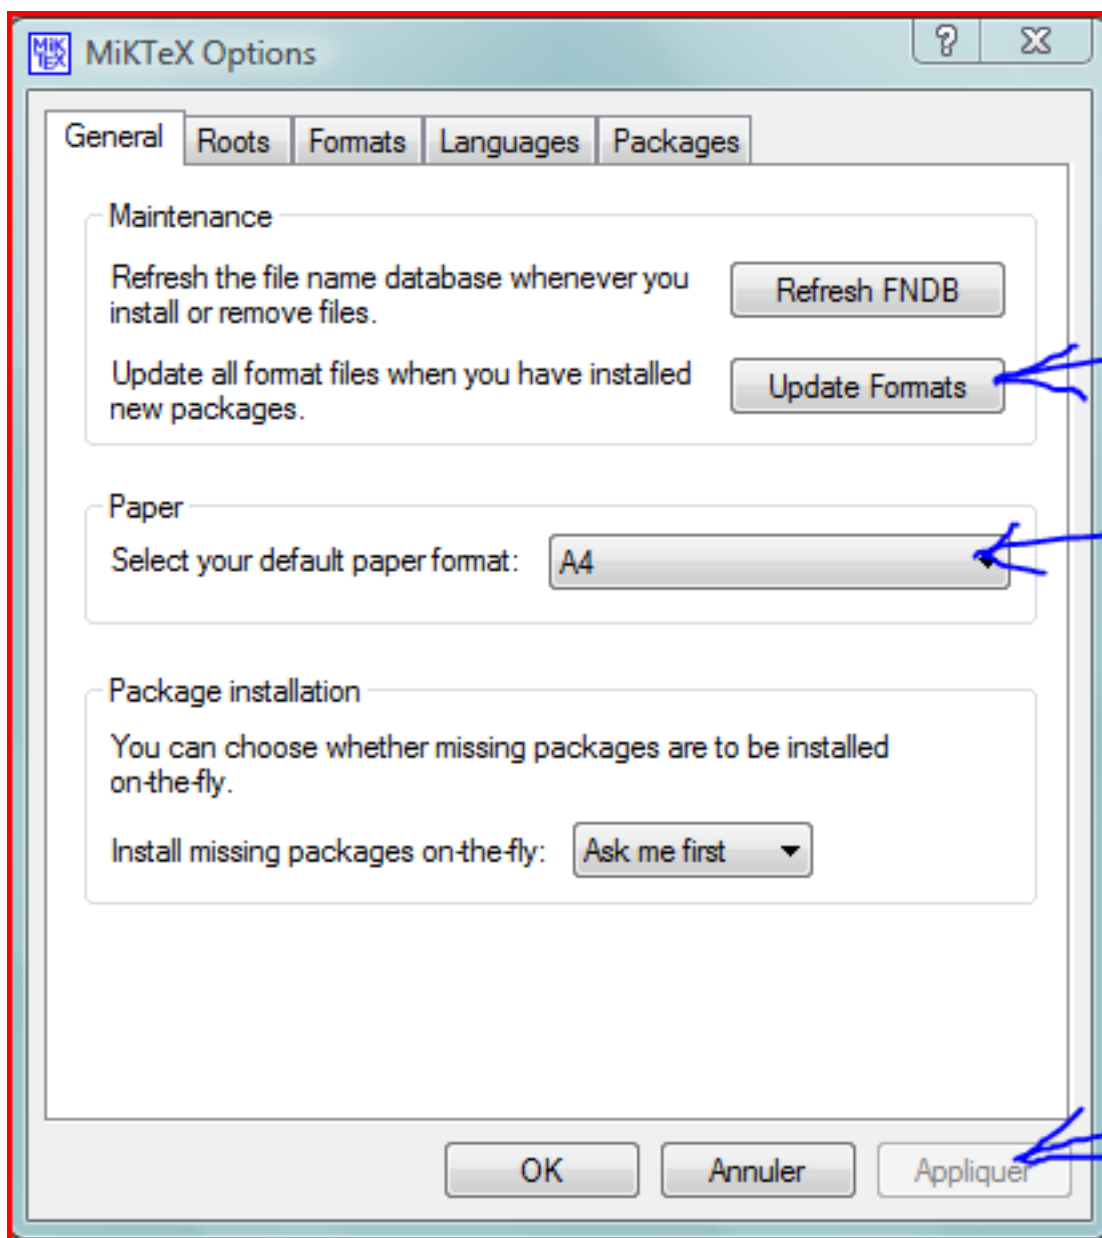 MiKTeX Options
General Roots Formats Languages Packages
Maintenance
Refresh the file name database whenever you
install or remove files.
Refresh FNDB
Update all format files when you have installed
new packages.
Update Formats
Paper
Select your default paper format: A4
Package installation
You can choose whether missing packages are to be installed
on-the-fly.
Install missing packages on-the-fly: Ask me first
OK Annuler Appliquer